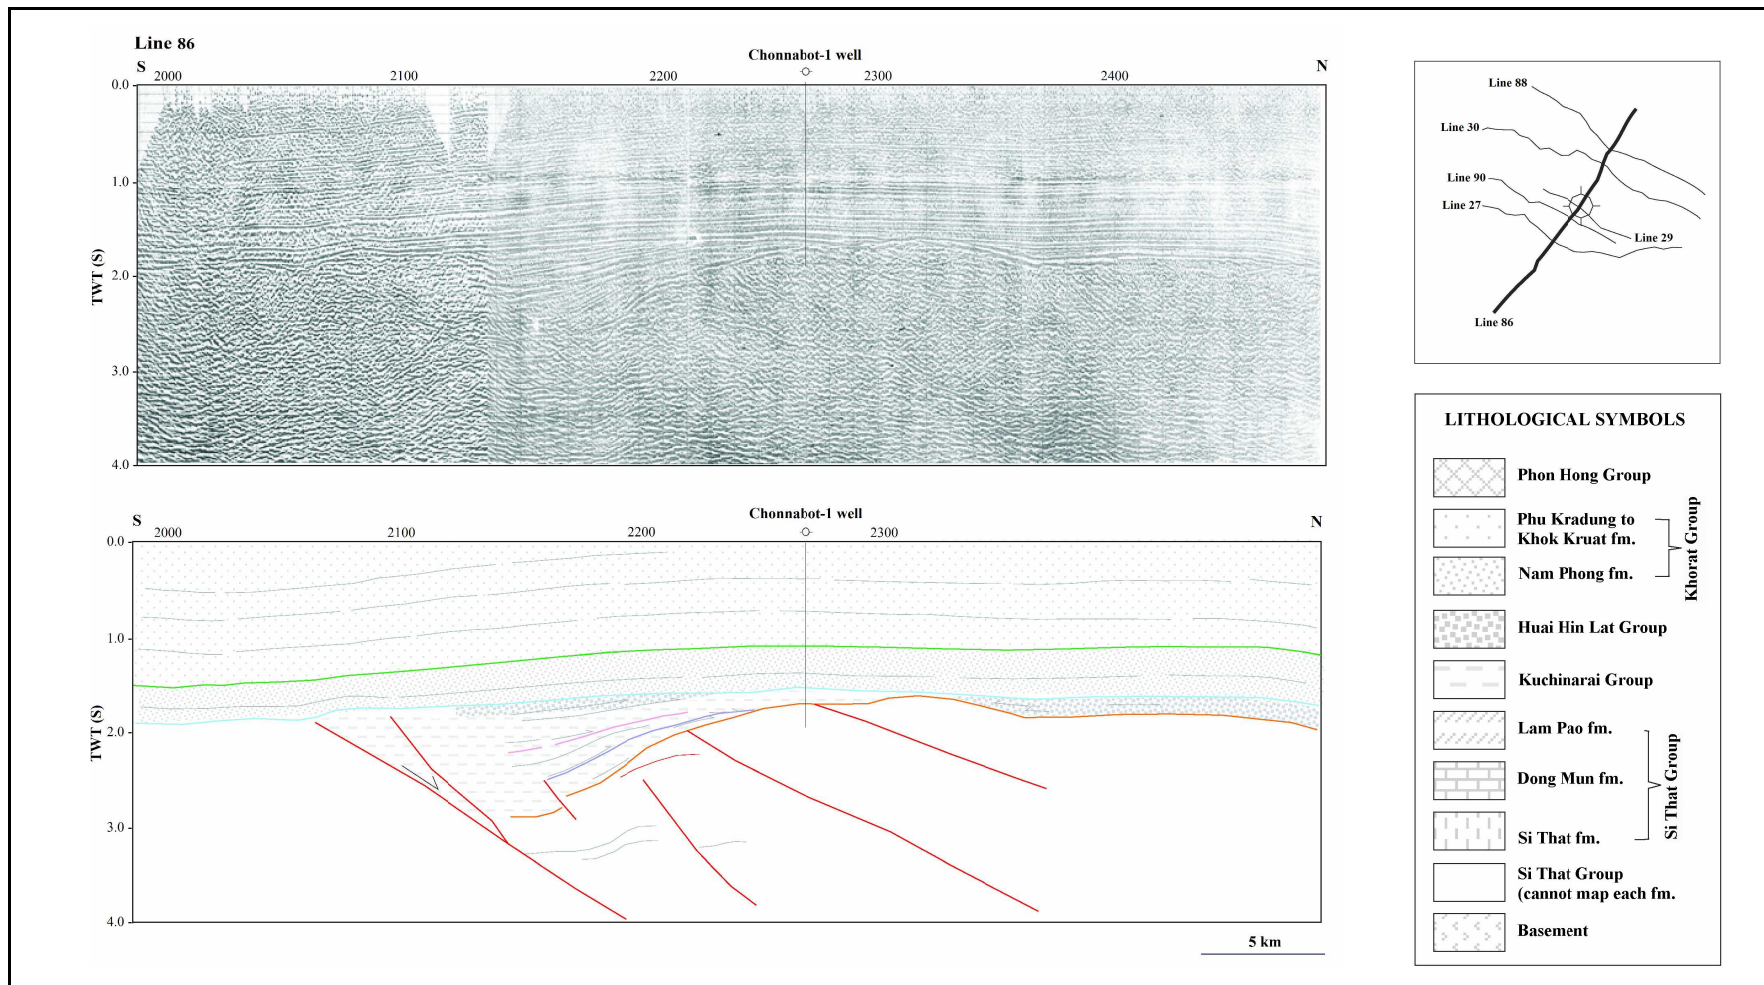 Line 86
Chonnabot-1 well
S 2000 2100 2200 2300 2400 N
0.0
1.0
2.0
3.0
4.0
TWT (S)
Chonnabot-1 well
S 2000 2100 2200 2300 N
0.0
1.0
2.0
3.0
4.0
TWT (S)
5 km
Line 88
Line 30
Line 90
Line 27
Line 29
Line 86
LITHOLOGICAL SYMBOLS
Phon Hong Group
Phu Kradung to
Khok Kruat fm.
Nam Phong fm.
Khorat Group
Huai Hin Lat Group
Kuchinarai Group
Lam Pao fm.
Dong Mun fm.
Si That fm.
Si That Group
Si That Group
(cannot map each fm.
Basement